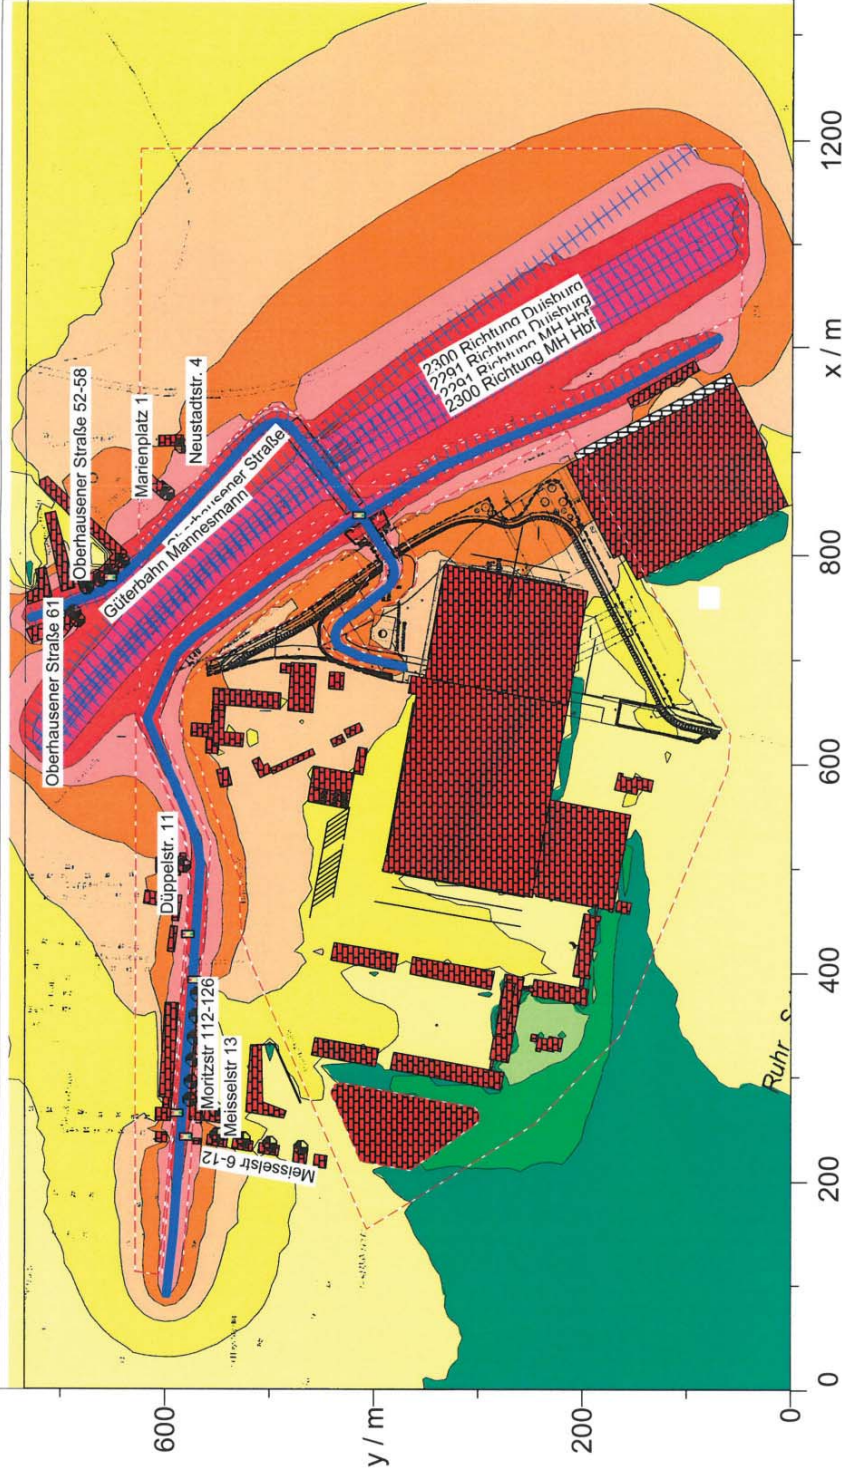 Oberhausener Straße 61
Oberhausener Straße 52-58
Marienplatz 1
Neustadtstr. 4
Oberhausener Straße
Güterbahn Mannesmann
2300 Richtung Duisburg
2291 Richtung Duisburg
2291 Richtung MH Hbf
2300 Richtung MH Hbf
Düppelstr. 11
Moritzstr 112-126
Meisselstr 13
Meisselstr 6-12
Ruhr
y / m
600
200
0
0
200
400
600
800
x / m
1200